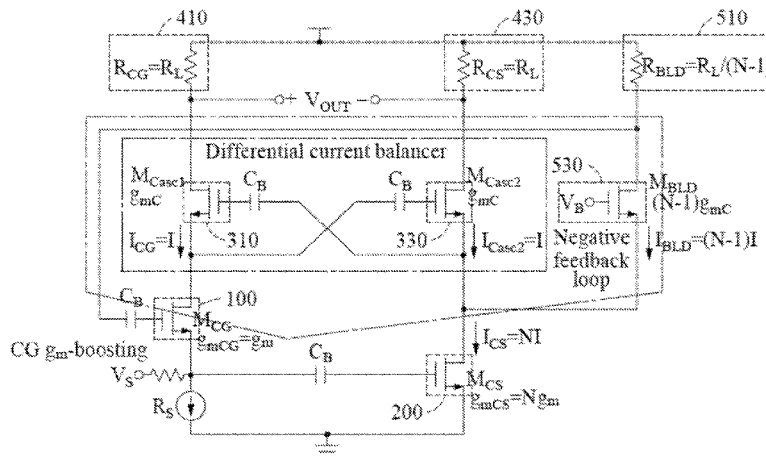 410
430
510
R_CG=R_L
R_CS=R_L
R_BLD=R_L/(N-1
+ V_OUT −
Differential current balancer
M_Casc1
g_mC
C_B
C_B
M_Casc2
g_mC
530
M_BLD
(N-1)g_mC
V_B
I_CG=I
310
330
I_Casc2=I
Negative
feedback
loop
I_BLD=(N-1)I
C_B
100
M_CG
g_mCG=g_m
CG g_m-boosting
I_CS=NI
C_B
V_S
M_CS
g_mCS=Ng_m
R_S
200